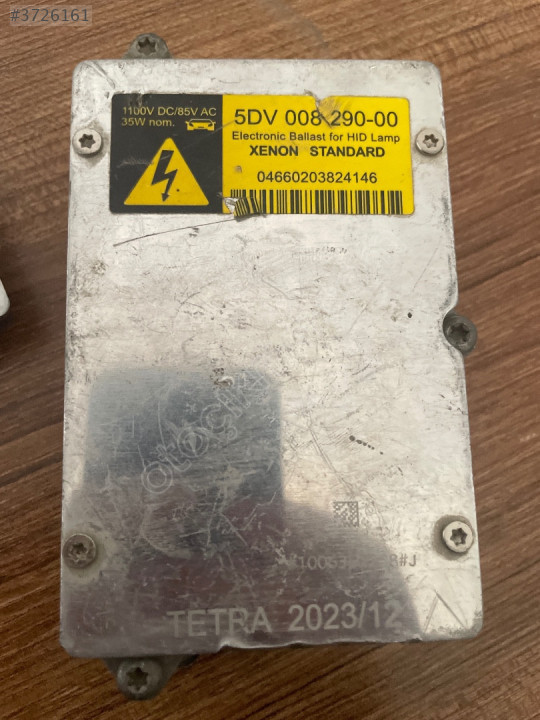 #3726161
1100V DC/85V AC
35W nom.
5DV 008 290-00
Electronic Ballast for HID Lamp
XENON STANDARD
04660203824146
otoçik
TETRA 2023/12